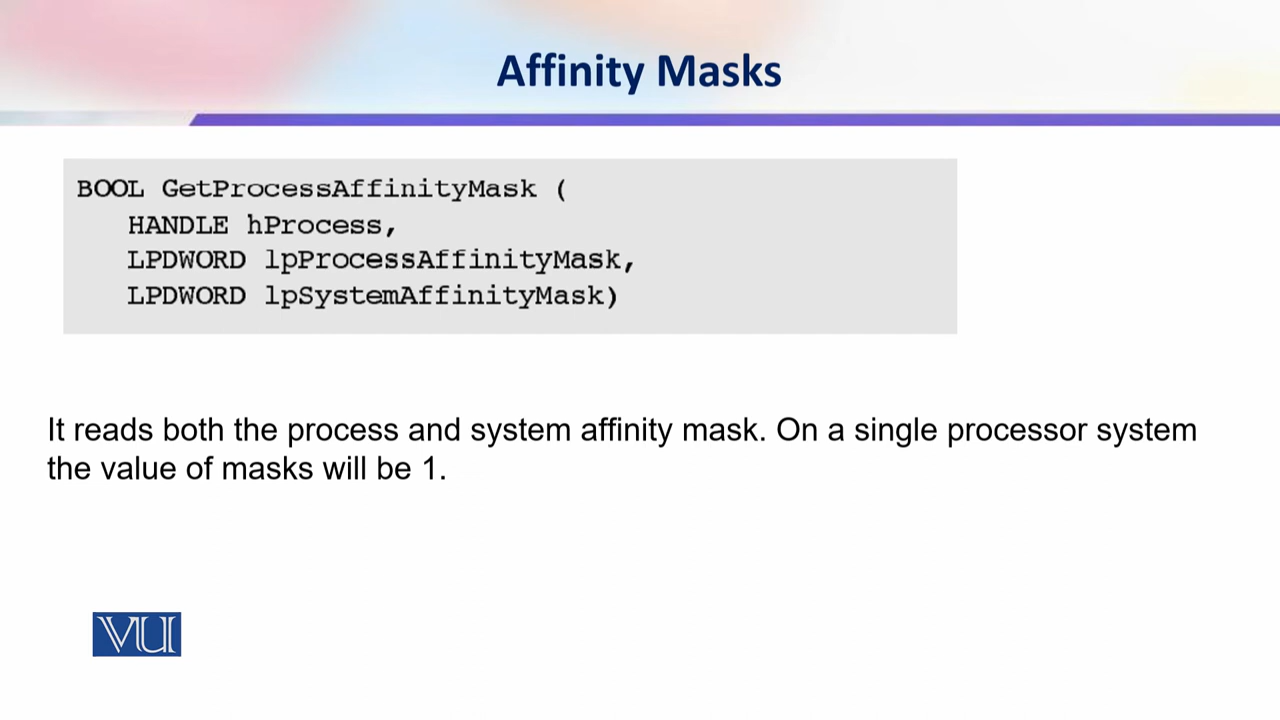 Affinity Masks
BOOL GetProcessAffinityMask (
HANDLE hProcess,
LPDWORD lpProcessAffinityMask,
LPDWORD lpSystemAffinityMask)
It reads both the process and system affinity mask. On a single processor system
the value of masks will be 1.
VU